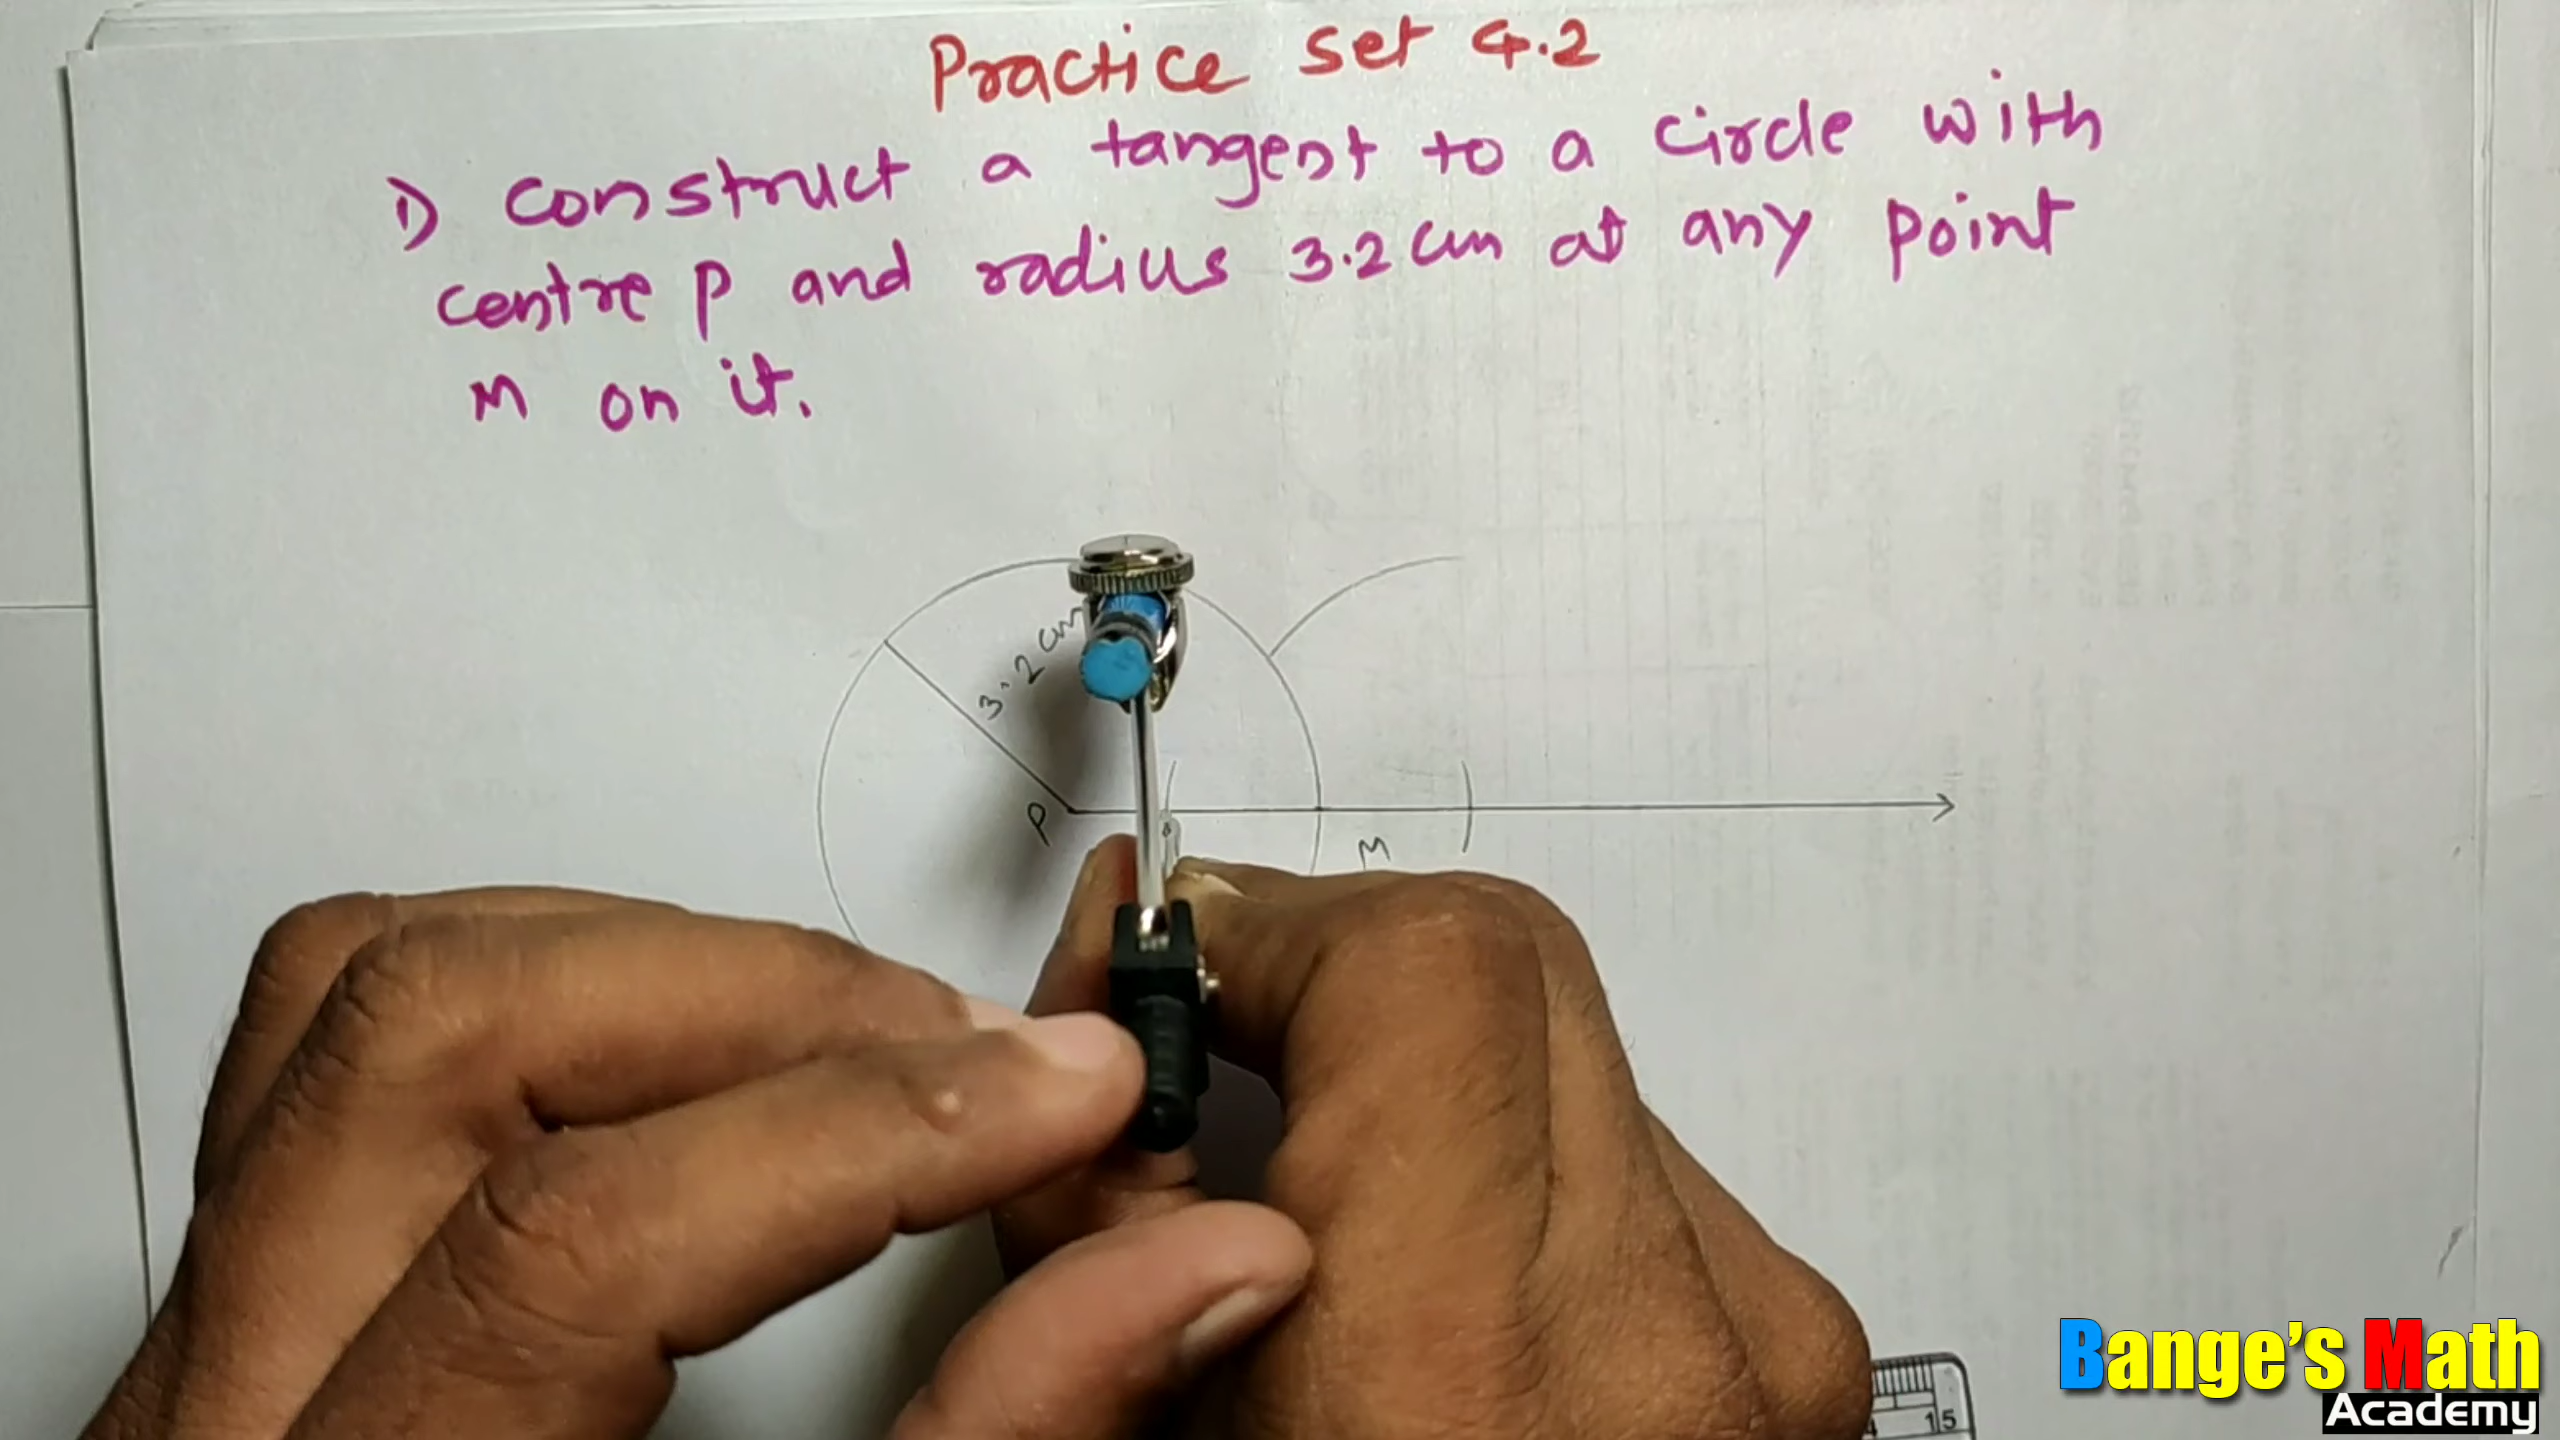 Practice set 4.2
1) construct a tangent to a circle with
centre P and radius 3.2 cm at any point
M on it.
3.2 cm
P
M
15
Bange's Math
Academy